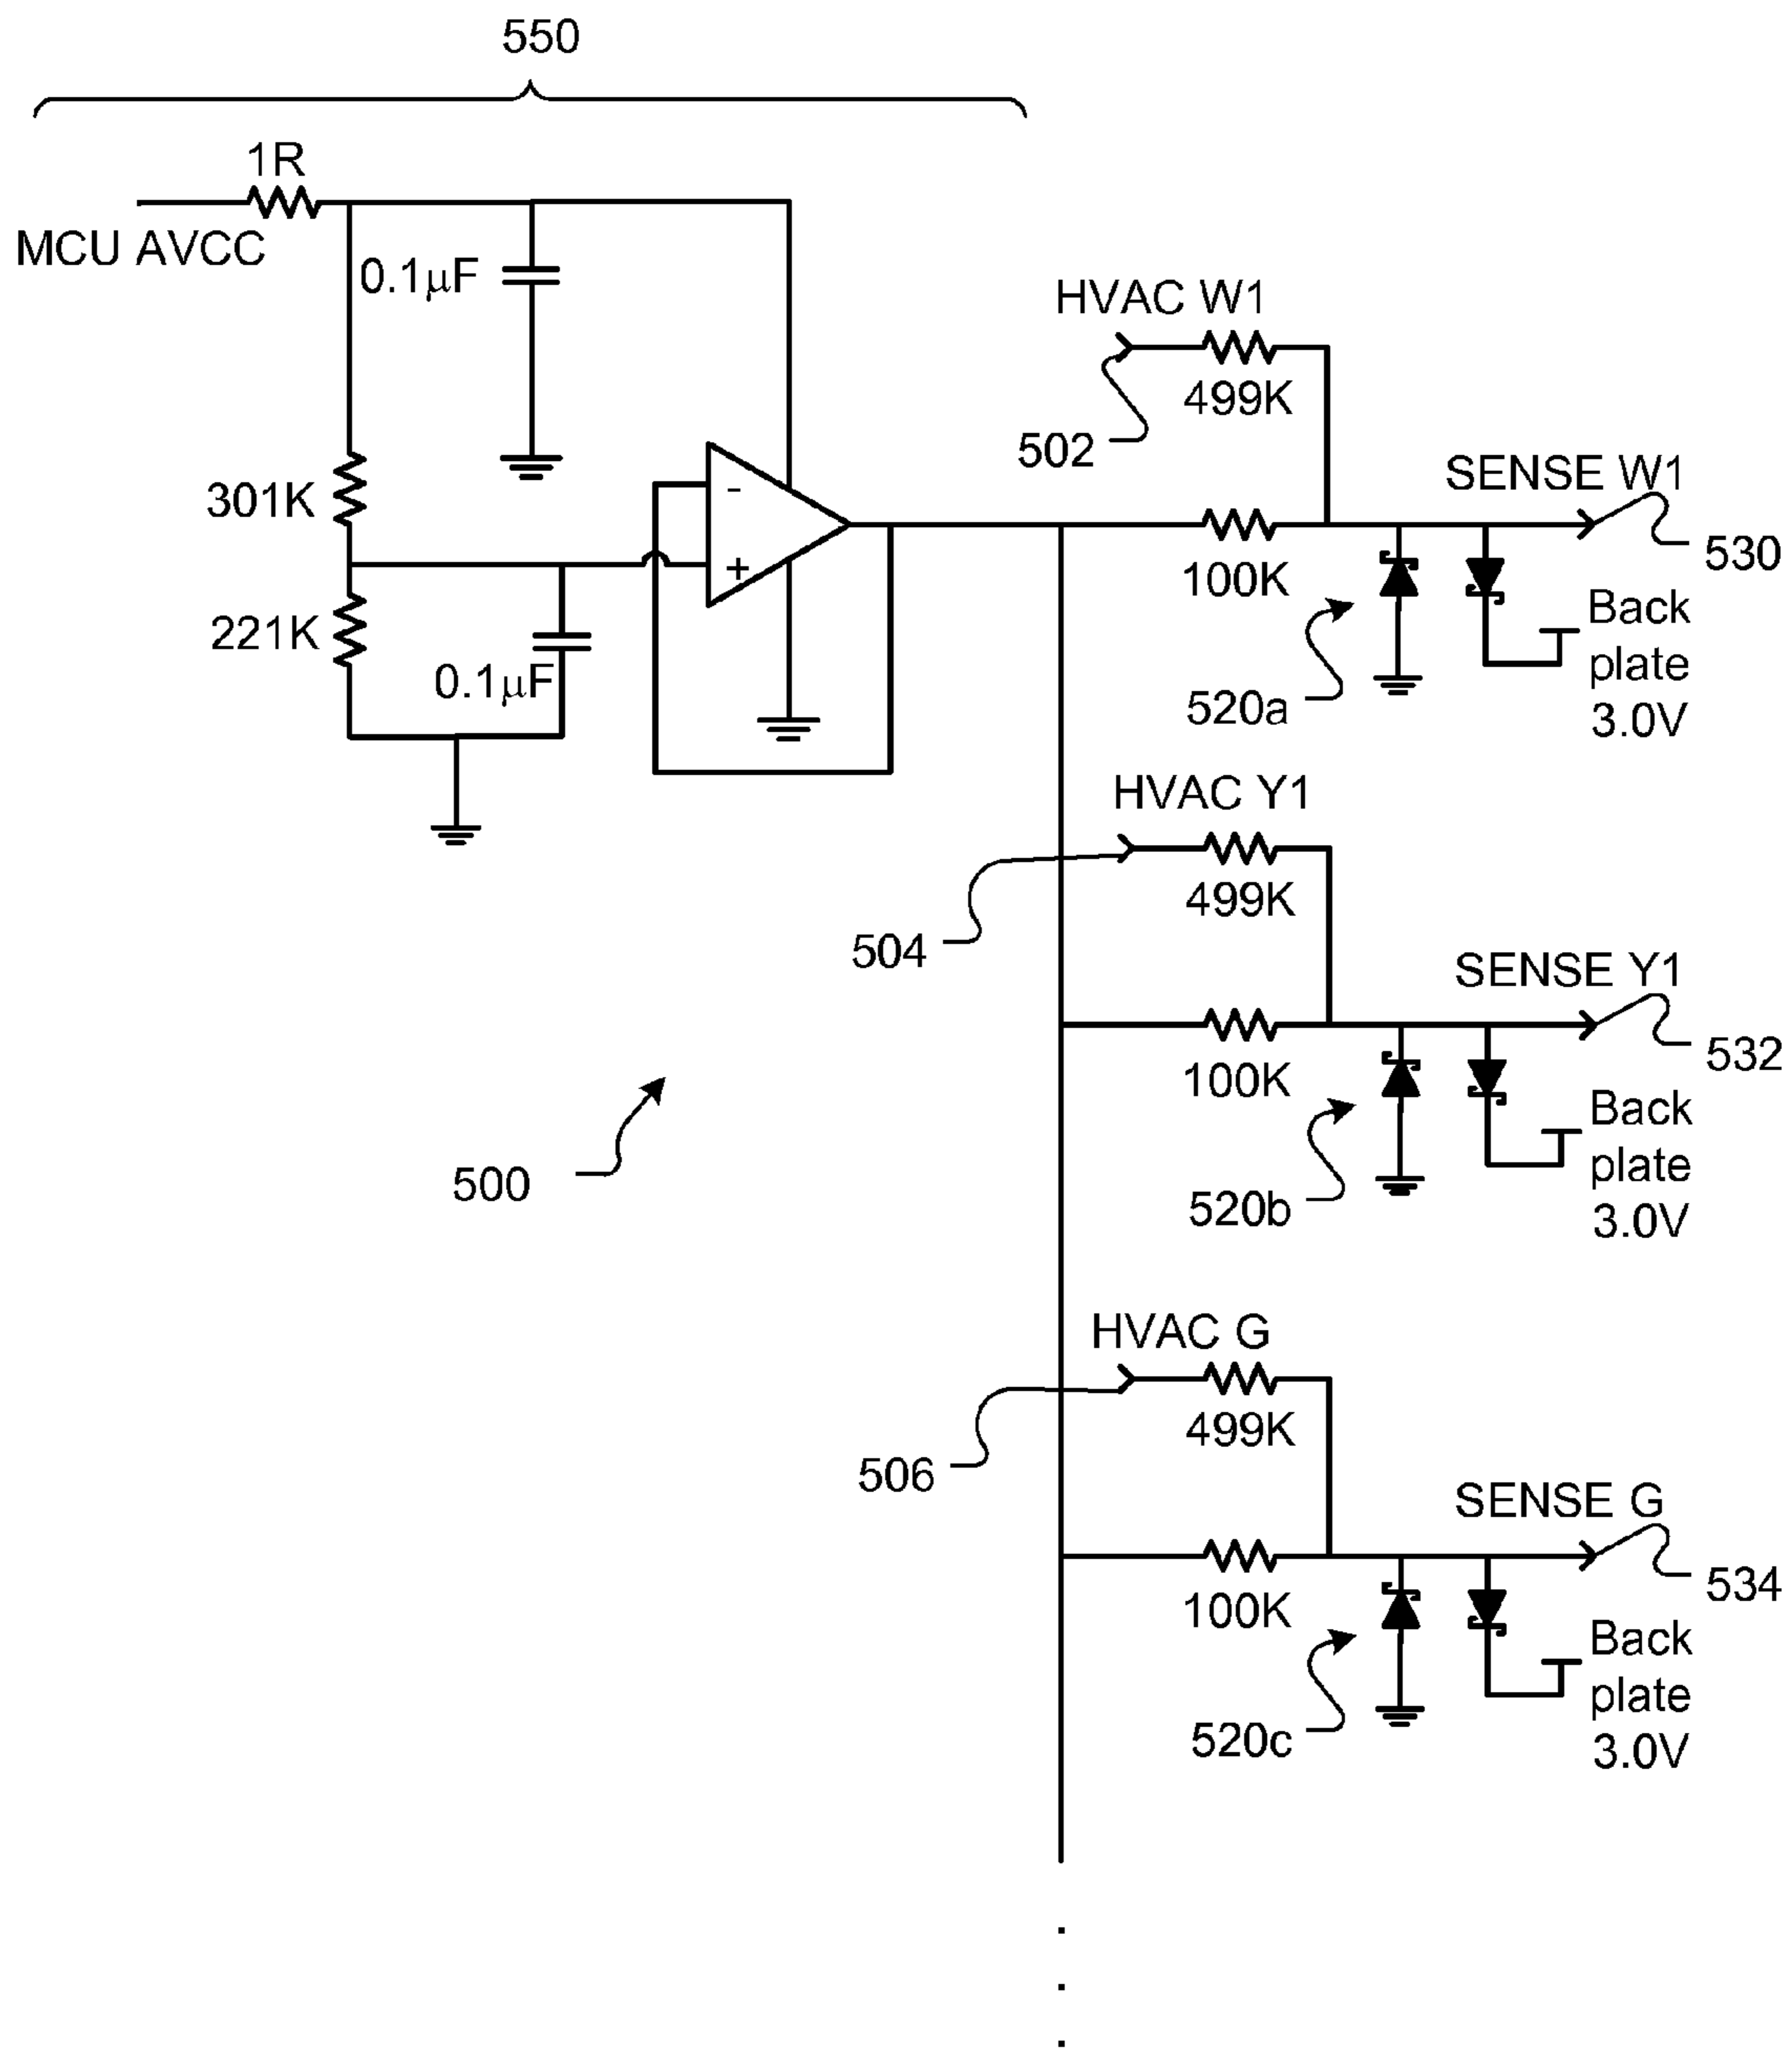 550
1R
MCU AVCC
0.1μF
301K
221K
0.1μF
-
+
HVAC W1
499K
502
100K
SENSE W1
530
520a
Back
plate
3.0V
HVAC Y1
499K
504
100K
SENSE Y1
532
520b
Back
plate
3.0V
500
HVAC G
499K
506
100K
SENSE G
534
520c
Back
plate
3.0V